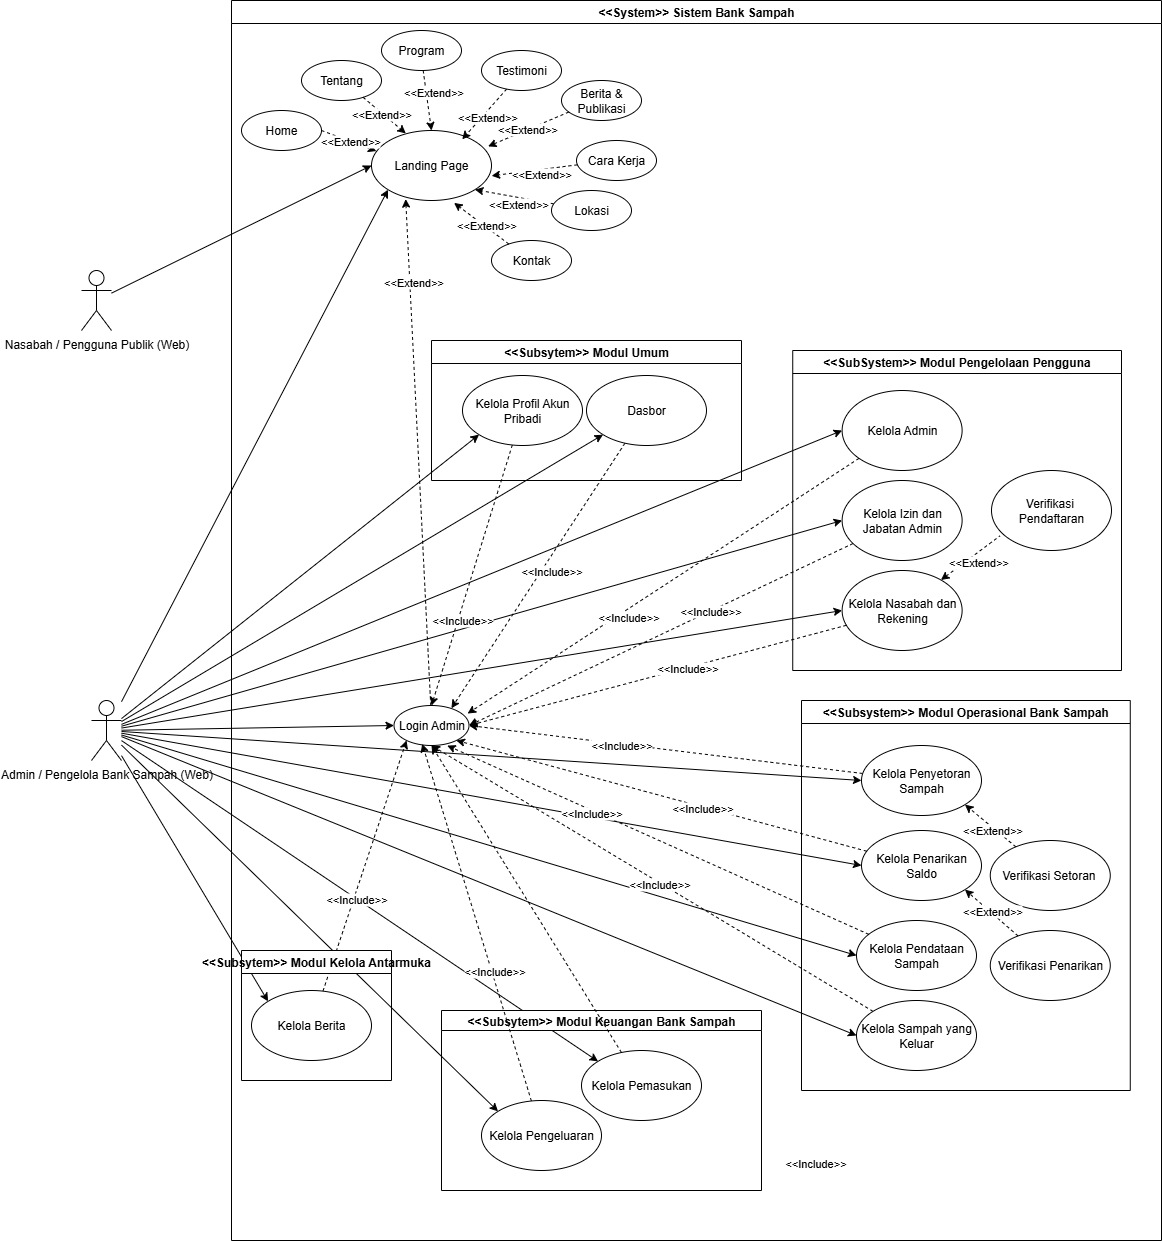 <<System>> Sistem Bank Sampah
Program
Tentang
Testimoni
<<Extend>>
Berita &
Publikasi
<<Extend>>
<<Extend>>
Home
<<Extend>>
<<Extend>>
Landing Page
Cara Kerja
<<Extend>>
<<Extend>>
Lokasi
<<Extend>>
Kontak
<<Extend>>
Nasabah / Pengguna Publik (Web)
<<Subsytem>> Modul Umum
Kelola Profil Akun
Pribadi
Dasbor
<<SubSystem>> Modul Pengelolaan Pengguna
Kelola Admin
Kelola Izin dan
Jabatan Admin
Verifikasi
Pendaftaran
<<Extend>>
Kelola Nasabah dan
Rekening
<<Include>>
<<Include>>
<<Include>>
<<Include>>
<<Include>>
Login Admin
Admin / Pengelola Bank Sampah (Web)
<<Subsystem>> Modul Operasional Bank Sampah
<<Include>>
Kelola Penyetoran
Sampah
<<Include>>
<<Include>>
<<Extend>>
Kelola Penarikan
Saldo
Verifikasi Setoran
<<Include>>
<<Extend>>
Kelola Pendataan
Sampah
Verifikasi Penarikan
Kelola Sampah yang
Keluar
<<Include>>
<<Subsytem>> Modul Kelola Antarmuka
Kelola Berita
<<Include>>
<<Subsytem>> Modul Keuangan Bank Sampah
Kelola Pemasukan
Kelola Pengeluaran
<<Include>>